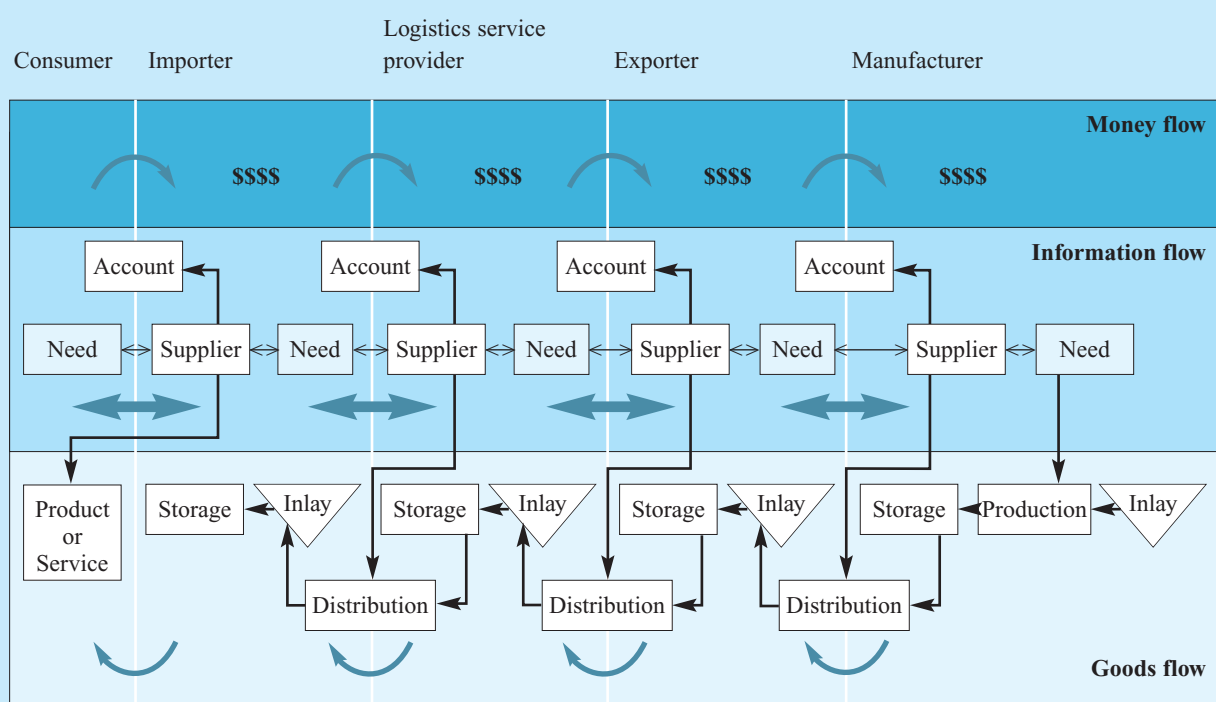 Logistics service
Consumer Importer provider Exporter Manufacturer
Money flow
$$$$ $$$$ $$$$ $$$$
Information flow
Account Account Account Account
Need Supplier Need Supplier Need Supplier Need Supplier Need
Product
or
Service
Storage Inlay Storage Inlay Storage Inlay Storage Production Inlay
Distribution Distribution Distribution
Goods flow